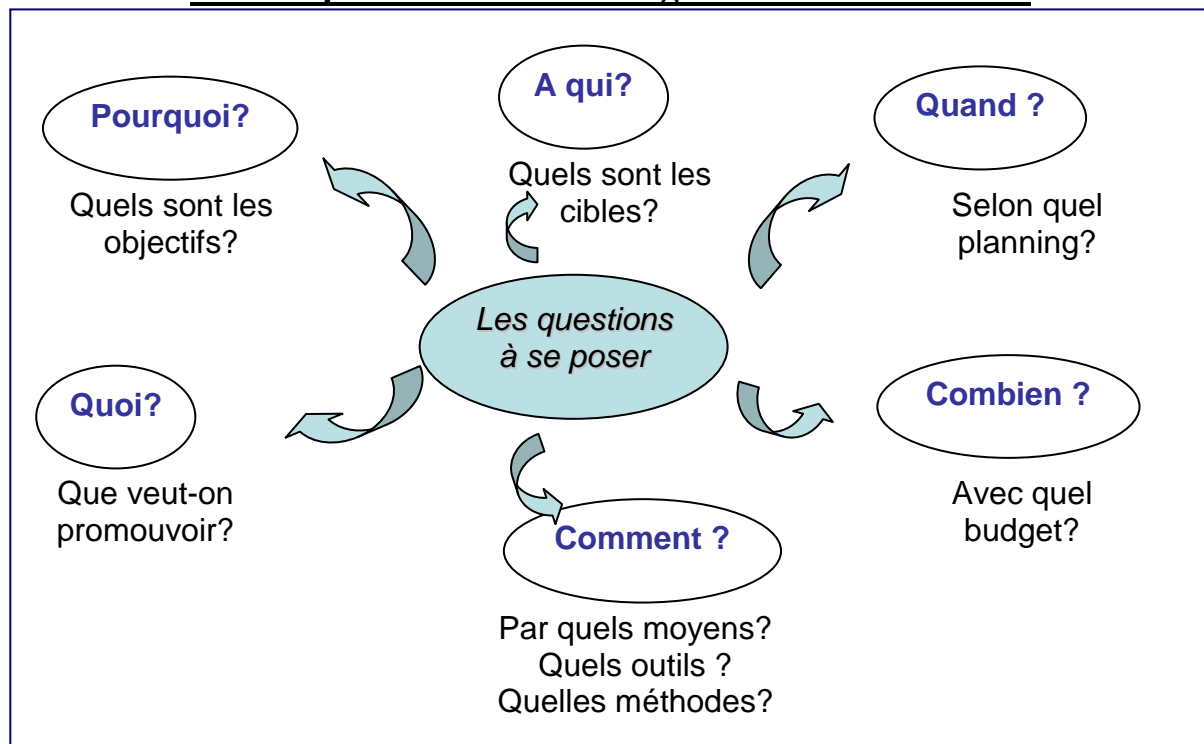 Pourquoi?
Quels sont les
objectifs?
A qui?
Quels sont les
cibles?
Quand ?
Selon quel
planning?
Les questions
à se poser
Quoi?
Que veut-on
promouvoir?
Combien ?
Avec quel
budget?
Comment ?
Par quels moyens?
Quels outils ?
Quelles méthodes?